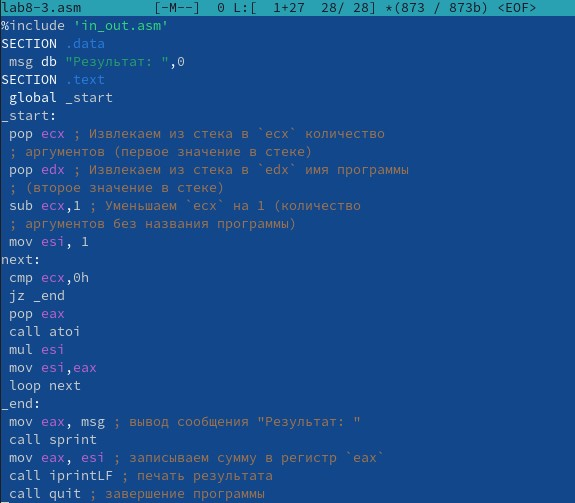 lab8-3.asm [-M--] 0 L:[ 1+27 28/ 28] *(873 / 873b) <EOF>
%include 'in_out.asm'
SECTION .data
msg db "Результат: ",0
SECTION .text
global _start
_start:
pop ecx ; Извлекаем из стека в `ecx` количество
; аргументов (первое значение в стеке)
pop edx ; Извлекаем из стека в `edx` имя программы
; (второе значение в стеке)
sub ecx,1 ; Уменьшаем `ecx` на 1 (количество
; аргументов без названия программы)
mov esi, 1
next:
cmp ecx,0h
jz _end
pop eax
call atoi
mul esi
mov esi,eax
loop next
_end:
mov eax, msg ; вывод сообщения "Результат: "
call sprint
mov eax, esi ; записываем сумму в регистр `eax`
call iprintLF ; печать результата
call quit ; завершение программы